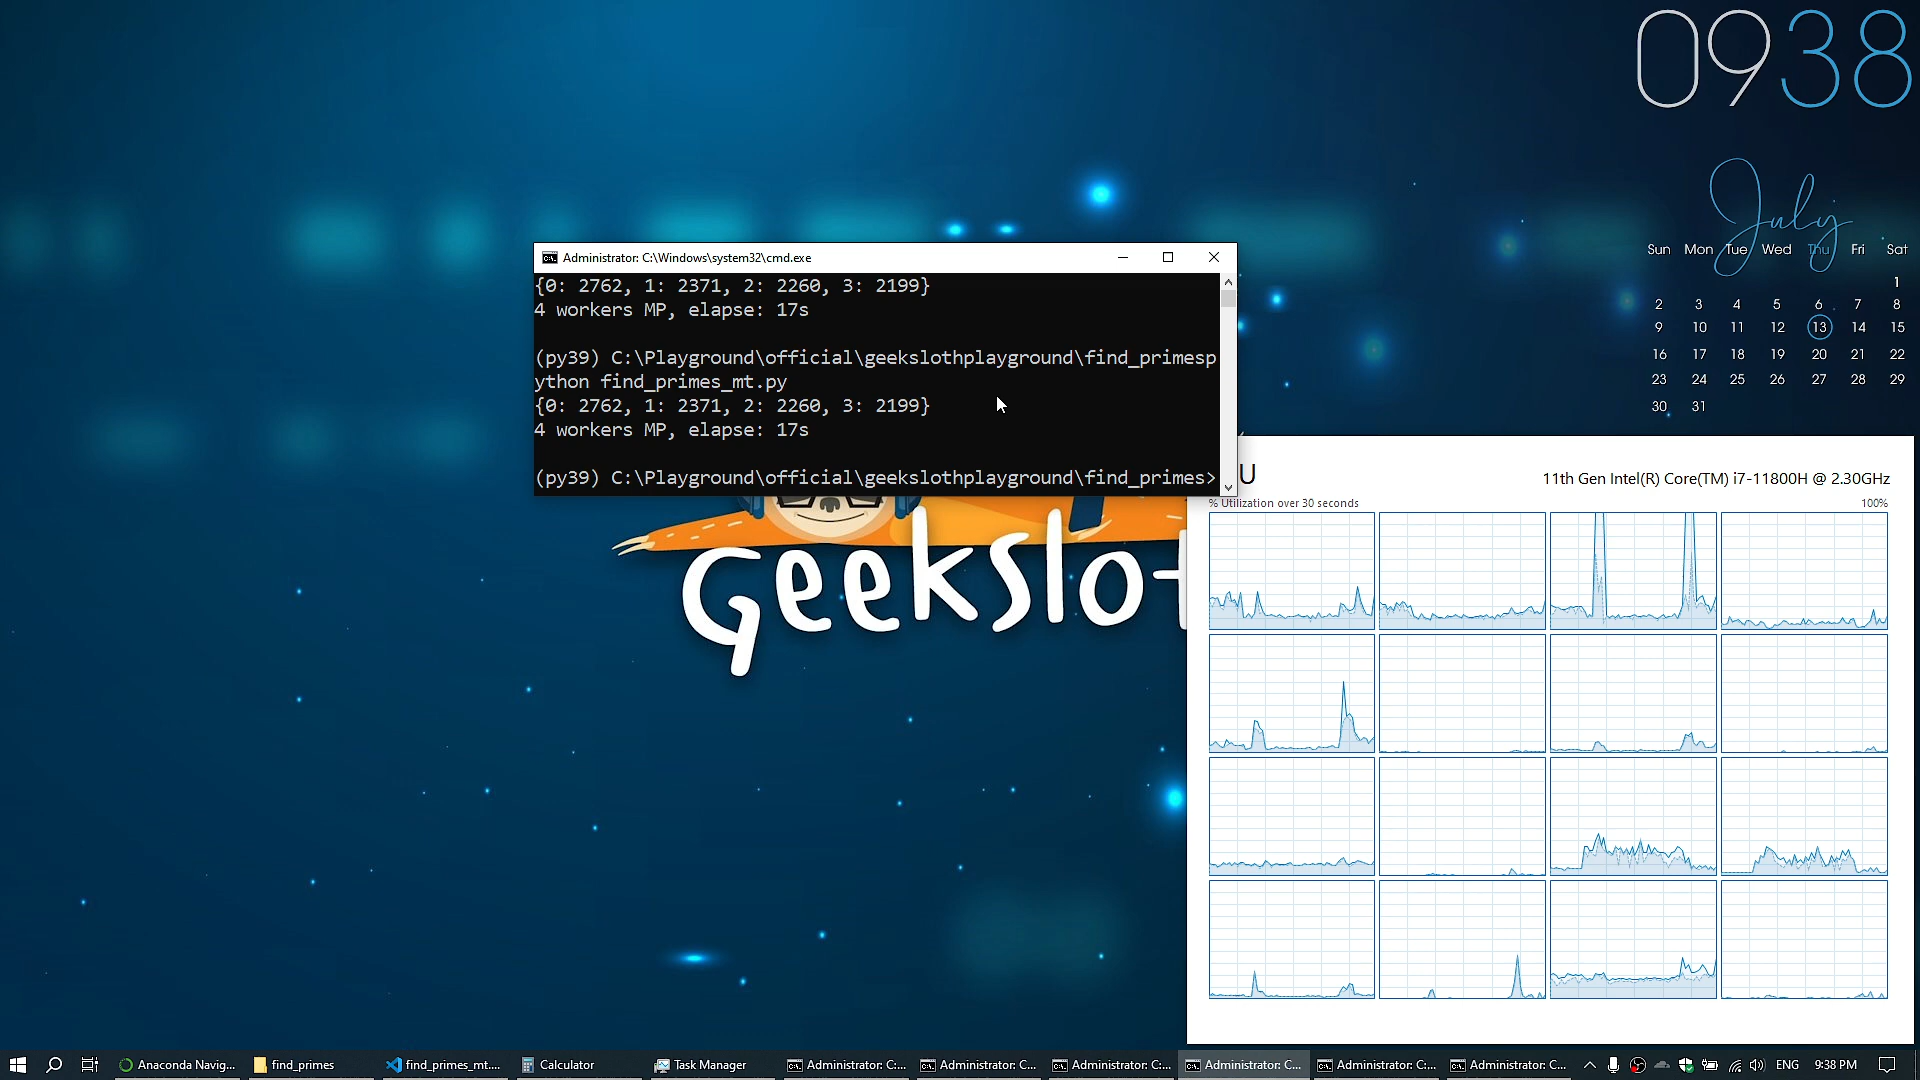 0938
July
Sun Mon Tue Wed Thu Fri Sat
1
2 3 4 5 6 7 8
9 10 11 12 13 14 15
16 17 18 19 20 21 22
23 24 25 26 27 28 29
30 31
Administrator: C:\Windows\system32\cmd.exe
{0: 2762, 1: 2371, 2: 2260, 3: 2199}
4 workers MP, elapse: 17s
(py39) C:\Playground\official\geekslothplayground\find_primesp
ython find_primes_mt.py
{0: 2762, 1: 2371, 2: 2260, 3: 2199}
4 workers MP, elapse: 17s
(py39) C:\Playground\official\geekslothplayground\find_primes>
U
11th Gen Intel(R) Core(TM) i7-11800H @ 2.30GHz
% Utilization over 30 seconds 100%
Geekslot
Anaconda Navig... find_primes find_primes_mt.... Calculator Task Manager Administrator: C:... Administrator: C... Administrator: C:... Administrator: C... Administrator: C:... Administrator: C... ENG 9:38 PM